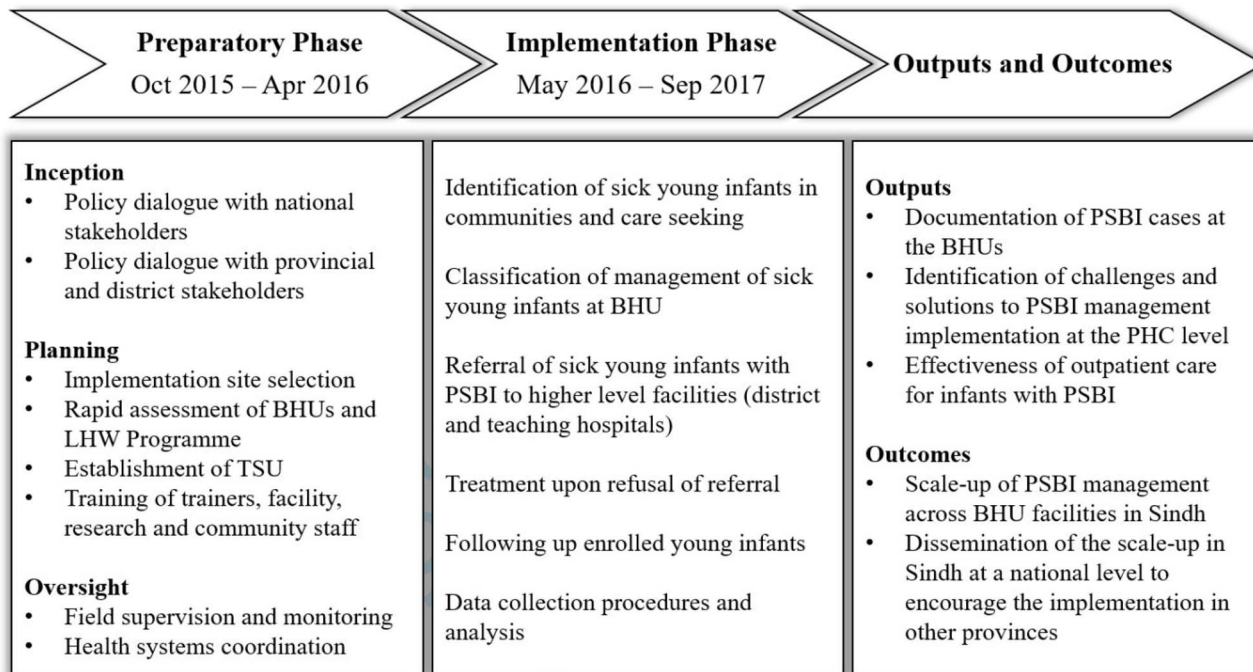 Preparatory Phase
Oct 2015 – Apr 2016
Implementation Phase
May 2016 – Sep 2017
Outputs and Outcomes
Inception
• Policy dialogue with national
stakeholders
• Policy dialogue with provincial
and district stakeholders
Planning
• Implementation site selection
• Rapid assessment of BHUs and
LHW Programme
• Establishment of TSU
• Training of trainers, facility,
research and community staff
Oversight
• Field supervision and monitoring
• Health systems coordination
Identification of sick young infants in
communities and care seeking
Classification of management of sick
young infants at BHU
Referral of sick young infants with
PSBI to higher level facilities (district
and teaching hospitals)
Treatment upon refusal of referral
Following up enrolled young infants
Data collection procedures and
analysis
Outputs
• Documentation of PSBI cases at
the BHUs
• Identification of challenges and
solutions to PSBI management
implementation at the PHC level
• Effectiveness of outpatient care
for infants with PSBI
Outcomes
• Scale-up of PSBI management
across BHU facilities in Sindh
• Dissemination of the scale-up in
Sindh at a national level to
encourage the implementation in
other provinces